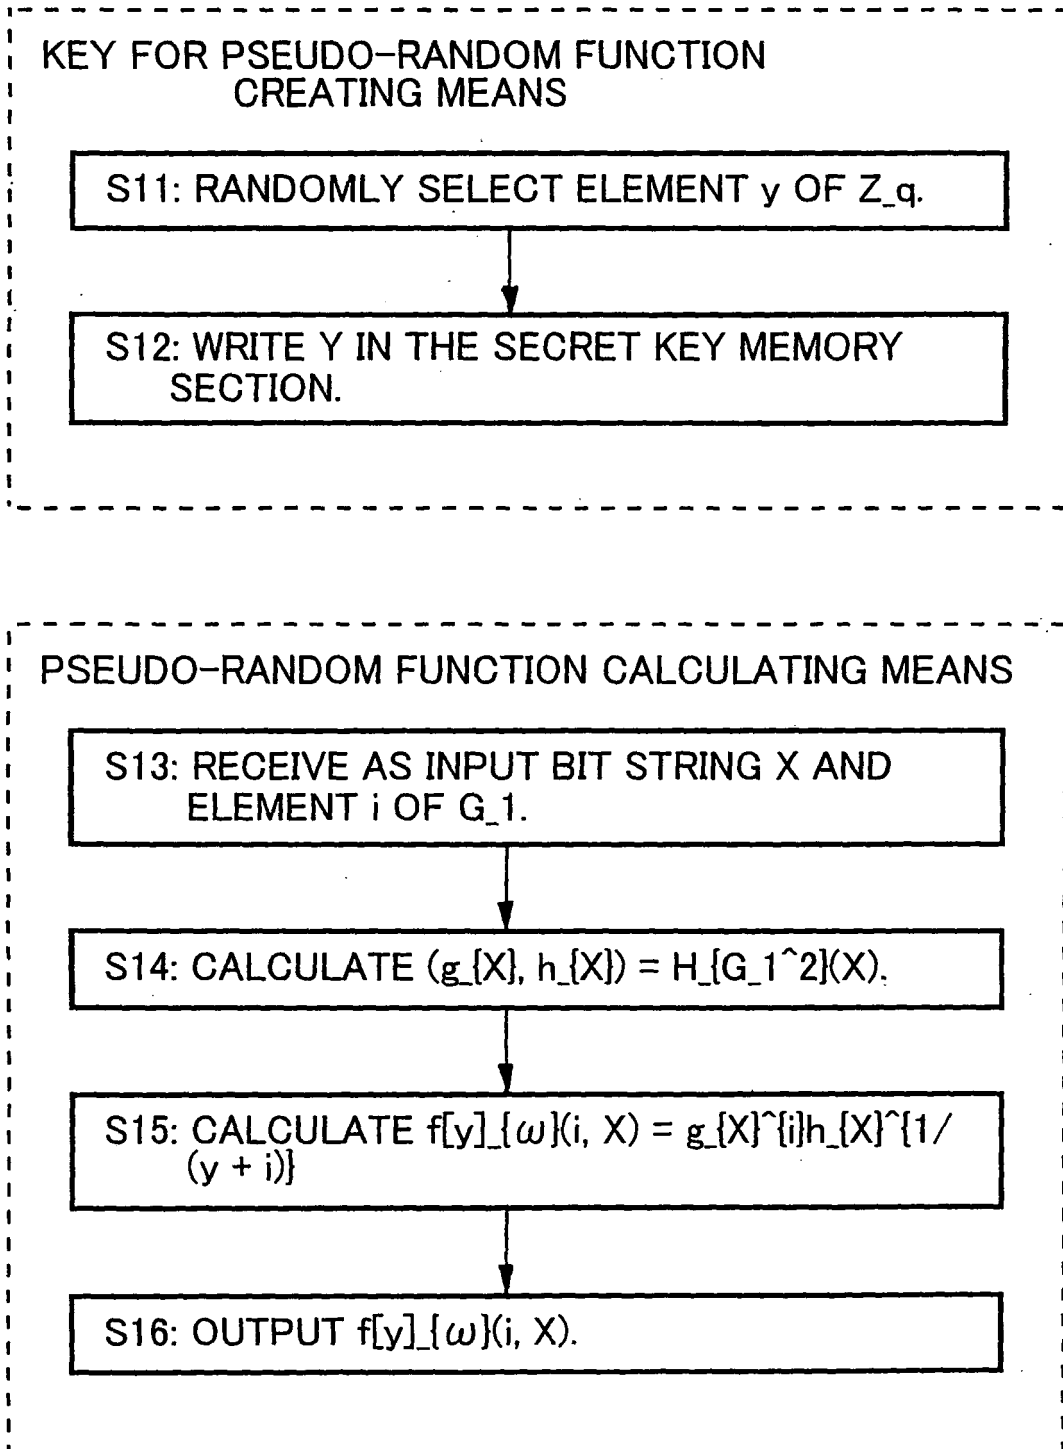 KEY FOR PSEUDO-RANDOM FUNCTION
CREATING MEANS
S11: RANDOMLY SELECT ELEMENT y OF Z_q.
S12: WRITE Y IN THE SECRET KEY MEMORY
SECTION.
PSEUDO-RANDOM FUNCTION CALCULATING MEANS
S13: RECEIVE AS INPUT BIT STRING X AND
ELEMENT i OF G_1.
S14: CALCULATE (g_{X}, h_{X}) = H_{G_1^2}(X).
S15: CALCULATE f[y]_{ω}(i, X) = g_{X}^{i}h_{X}^{1/
(y + i)}
S16: OUTPUT f[y]_{ω}(i, X).